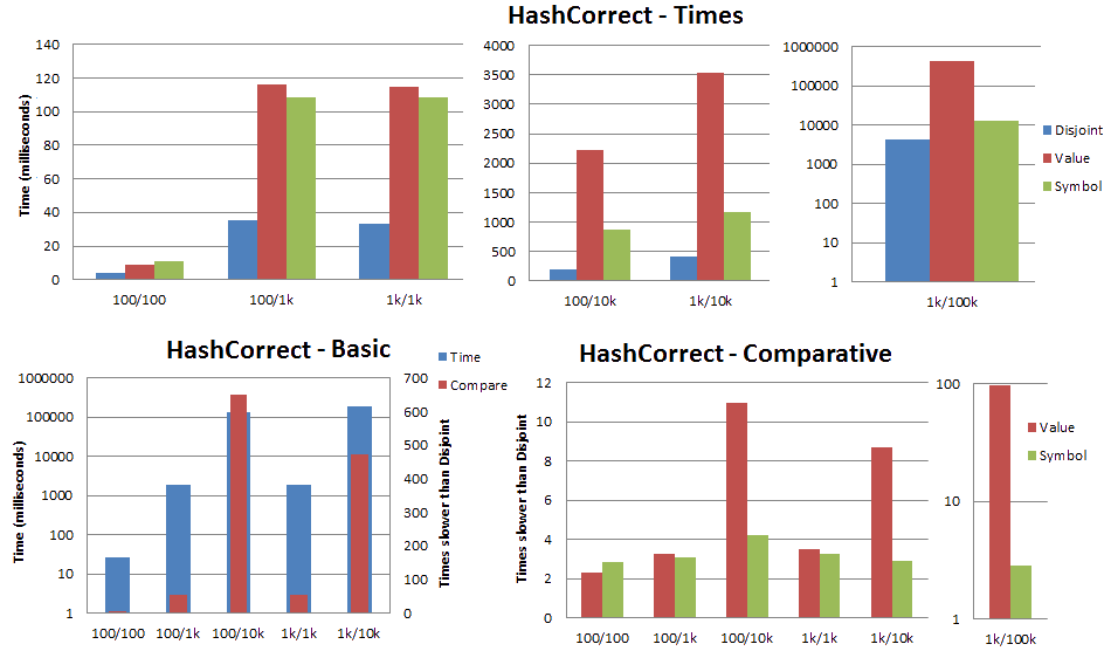 HashCorrect - Times
Time (milliseconds)
140
120
100
80
60
40
20
0
100/100
100/1k
1k/1k
4000
3500
3000
2500
2000
1500
1000
500
0
100/10k
1k/10k
1000000
100000
10000
1000
100
10
1
1k/100k
Disjoint
Value
Symbol
HashCorrect - Basic
Time
Compare
Time (milliseconds)
1000000
100000
10000
1000
100
10
1
100/100
100/1k
100/10k
1k/1k
1k/10k
700
600
500
400
300
200
100
0
Times slower than Disjoint
HashCorrect - Comparative
Times slower than Disjoint
12
10
8
6
4
2
0
100/100
100/1k
100/10k
1k/1k
1k/10k
100
10
1
1k/100k
Value
Symbol